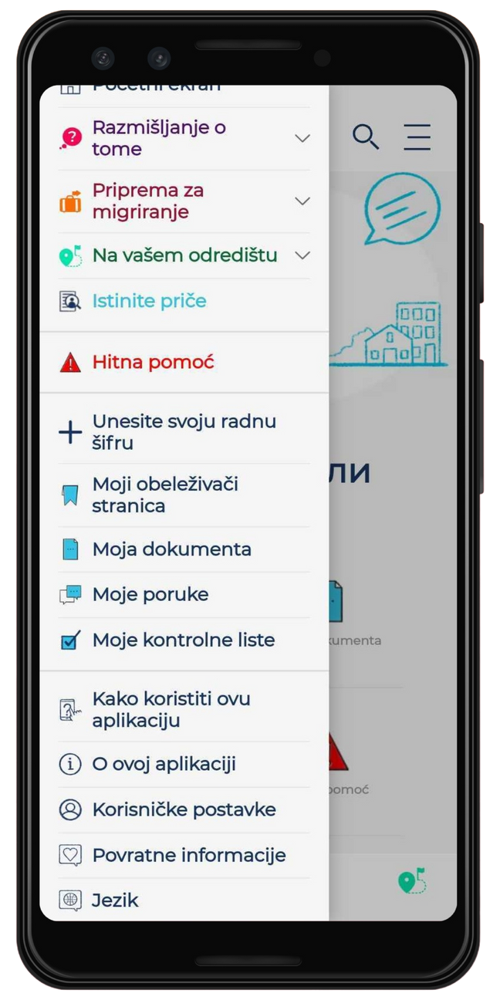 Početni ekran
Razmišljanje o
tome
Priprema za
migriranje
Na vašem odredištu
Istinite priče
Hitna pomoć
Unesite svoju radnu
šifru
Moji obeleživači
stranica
Moja dokumenta
Moje poruke
Moje kontrolne liste
Kako koristiti ovu
aplikaciju
O ovoj aplikaciji
Korisničke postavke
Povratne informacije
Jezik
ли
kumenta
pomoć